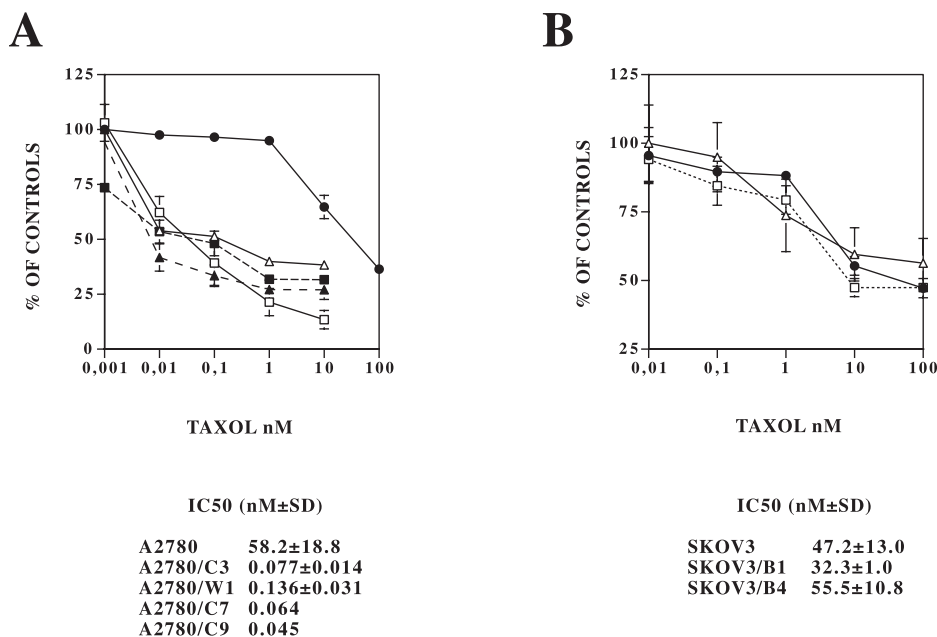 A
125
100
75
50
25
0
% OF CONTROLS
0,001 0,01 0,1 1 10 100
TAXOL nM
IC50 (nM±SD)
A2780 58.2±18.8
A2780/C3 0.077±0.014
A2780/W1 0.136±0.031
A2780/C7 0.064
A2780/C9 0.045
B
125
100
75
50
25
% OF CONTROLS
0,01 0,1 1 10 100
TAXOL nM
IC50 (nM±SD)
SKOV3 47.2±13.0
SKOV3/B1 32.3±1.0
SKOV3/B4 55.5±10.8